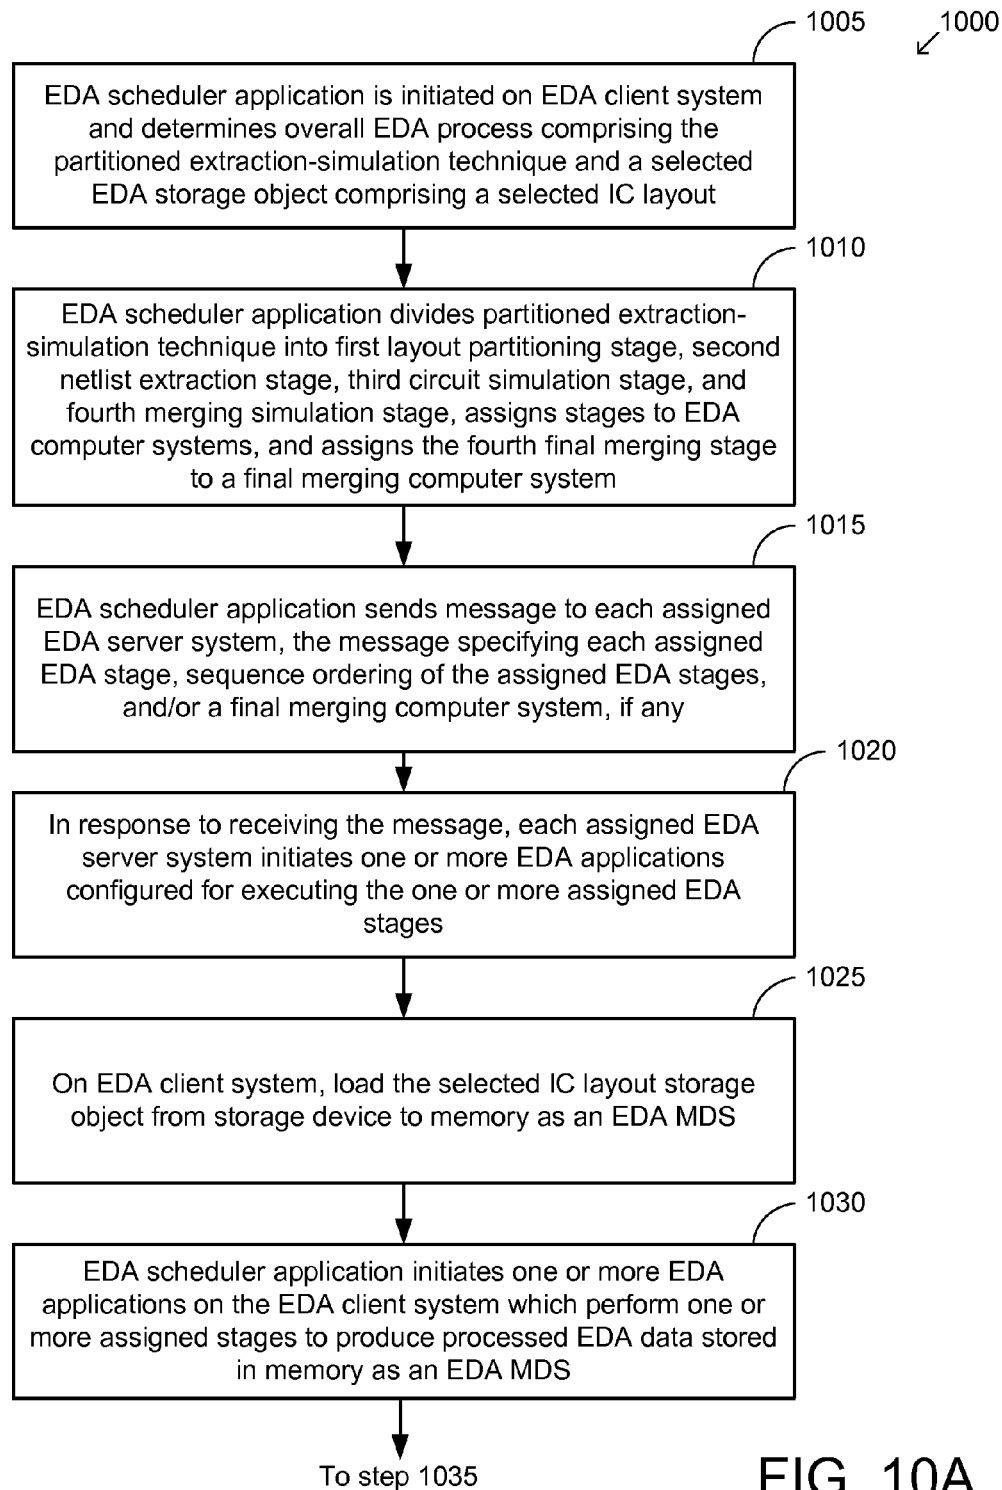 1005
1000
EDA scheduler application is initiated on EDA client system
and determines overall EDA process comprising the
partitioned extraction-simulation technique and a selected
EDA storage object comprising a selected IC layout
1010
EDA scheduler application divides partitioned extraction-
simulation technique into first layout partitioning stage, second
netlist extraction stage, third circuit simulation stage, and
fourth merging simulation stage, assigns stages to EDA
computer systems, and assigns the fourth final merging stage
to a final merging computer system
1015
EDA scheduler application sends message to each assigned
EDA server system, the message specifying each assigned
EDA stage, sequence ordering of the assigned EDA stages,
and/or a final merging computer system, if any
1020
In response to receiving the message, each assigned EDA
server system initiates one or more EDA applications
configured for executing the one or more assigned EDA
stages
1025
On EDA client system, load the selected IC layout storage
object from storage device to memory as an EDA MDS
1030
EDA scheduler application initiates one or more EDA
applications on the EDA client system which perform one or
more assigned stages to produce processed EDA data stored
in memory as an EDA MDS
To step 1035
FIG. 10A